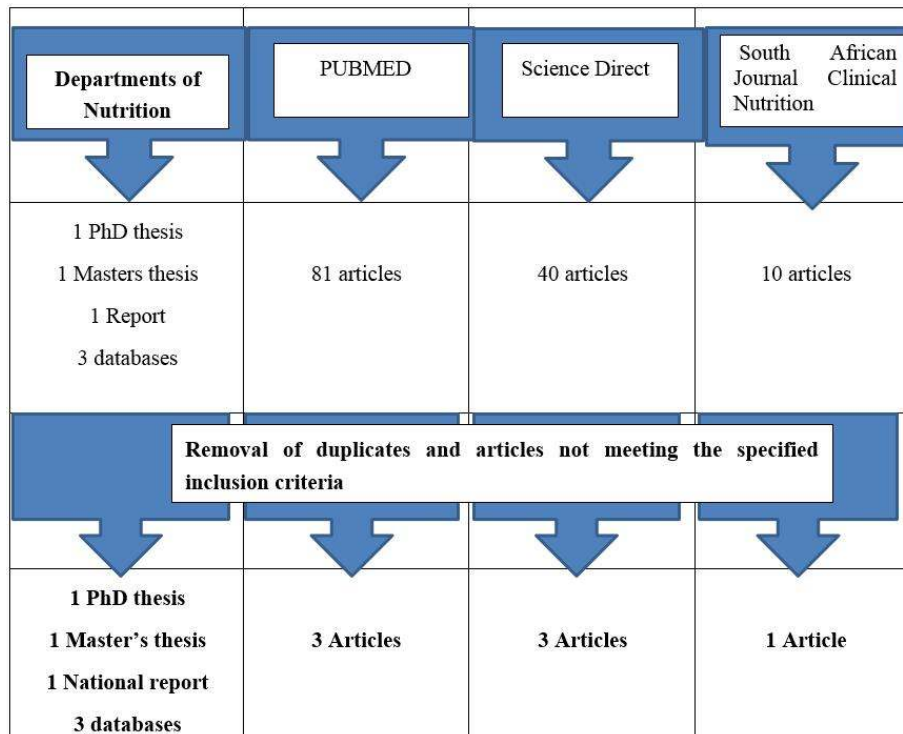 Departments of
Nutrition
PUBMED
Science Direct
South African
Journal Clinical
Nutrition
1 PhD thesis
1 Masters thesis
1 Report
3 databases
81 articles
40 articles
10 articles
Removal of duplicates and articles not meeting the specified
inclusion criteria
1 PhD thesis
1 Master’s thesis
1 National report
3 databases
3 Articles
3 Articles
1 Article